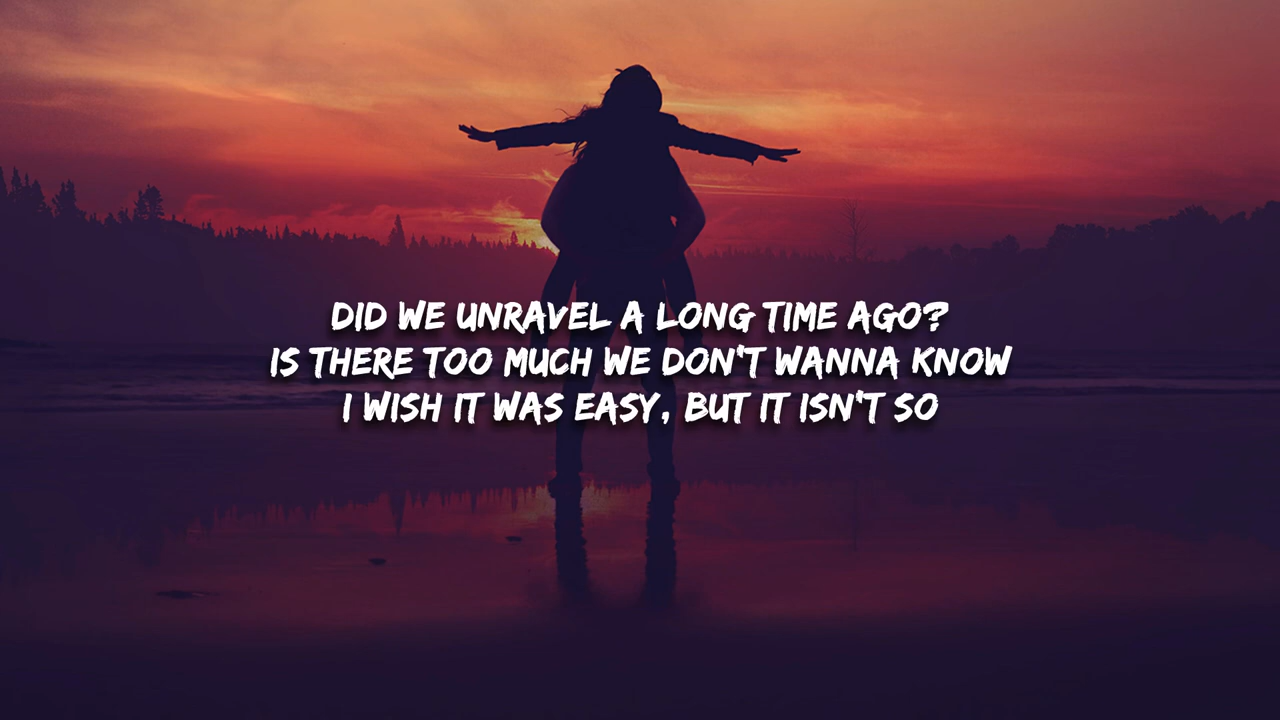 DID WE UNRAVEL A LONG TIME AGO?
IS THERE TOO MUCH WE DON'T WANNA KNOW
I WISH IT WAS EASY, BUT IT ISN'T SO